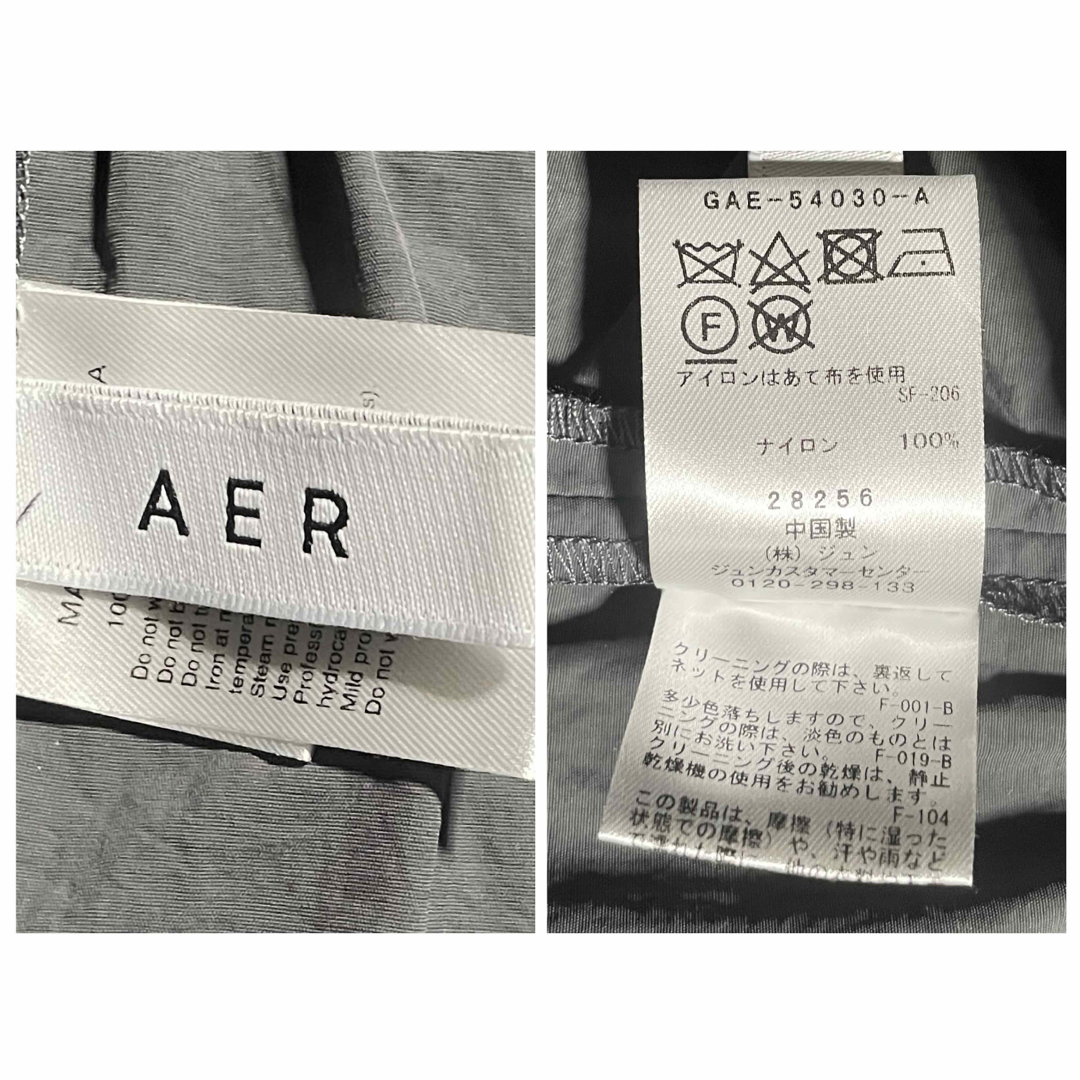 A
s)
AER
MA
100
Do not w
Do not b
Do not tu
Iron at m
tempera
Steam m
Use pre
Profess
hydroca
Mild pro
Do not w
GAE-54030-A
F
W
アイロンはあて布を使用
SF-206
ナイロン 100%
28256
中国製
(株) ジュン
ジュンカスタマーセンター
0120-298-133
クリーニングの際は、裏返して
ネットを使用して下さい。
F-001-B
多少色落ちしますので、クリー
ニングの際は、淡色のものとは
別にお洗い下さい。 F-019-B
クリーニング後の乾燥は、静止
乾燥機の使用をお勧めします。
F-104
この製品は、摩擦 (特に湿った
状態での摩擦) や、汗や雨など